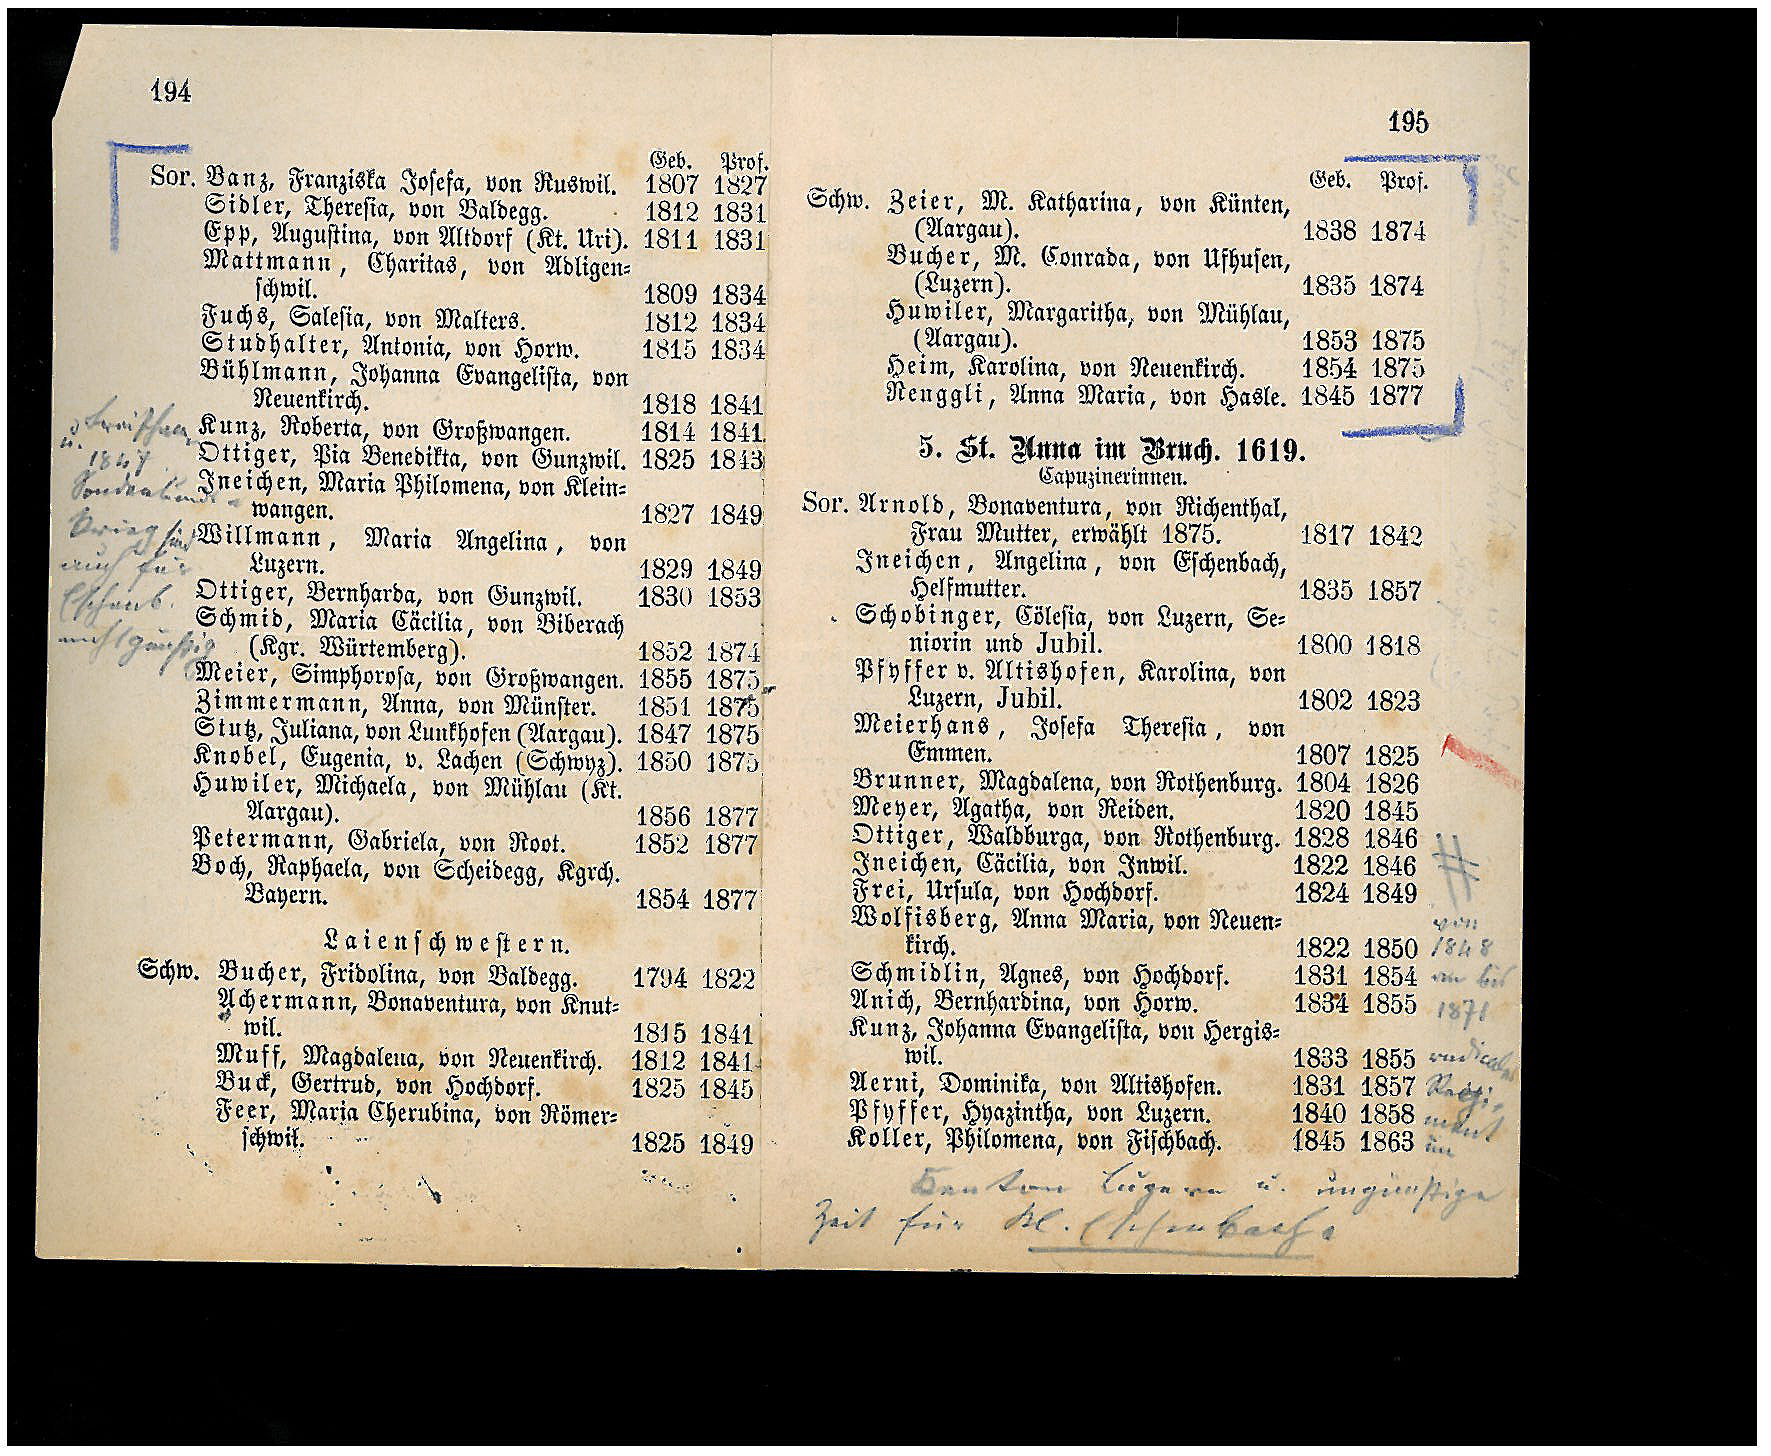 194
Geb. Prof.
Sor. Banz, Franziska Josefa, von Ruswil. 1807 1827
Sidler, Theresia, von Baldegg. 1812 1831
Epp, Augustina, von Altdorf (Kt. Uri). 1811 1831
Mattmann, Charitas, von Adligen=
schwil. 1809 1834
Fuchs, Salesia, von Malters. 1812 1834
Studhalter, Antonia, von Horw. 1815 1834
Bühlmann, Johanna Evangelista, von
Neuenkirch. 1818 1841
Kunz, Roberta, von Großwangen. 1814 1841
Ottiger, Pia Benedikta, von Gunzwil. 1825 1843
Ineichen, Maria Philomena, von Klein=
wangen. 1827 1849
Willmann, Maria Angelina, von
Luzern. 1829 1849
Ottiger, Bernharda, von Gunzwil. 1830 1853
Schmid, Maria Cäcilia, von Biberach
(Kgr. Würtemberg). 1852 1874
Meier, Simphorosa, von Großwangen. 1855 1875
Zimmermann, Anna, von Münster. 1851 1875
Stutz, Juliana, von Lunkhofen (Aargau). 1847 1875
Knobel, Eugenia, v. Lachen (Schwyz). 1850 1875
Huwiler, Michaela, von Mühlau (Kt.
Aargau). 1856 1877
Petermann, Gabriela, von Root. 1852 1877
Boch, Raphaela, von Scheidegg, Kgrch.
Bayern. 1854 1877
Laienschwestern.
Schw. Bucher, Fridolina, von Baldegg. 1794 1822
Achermann, Bonaventura, von Knut=
wil. 1815 1841
Muff, Magdalena, von Neuenkirch. 1812 1841
Buck, Gertrud, von Hochdorf. 1825 1845
Feer, Maria Cherubina, von Römer=
schwil. 1825 1849
u.
1847
Sonderbunds=
krieg sind
auch für
Eschenb.
195
Geb. Prof.
Schw. Zeier, M. Katharina, von Künten,
(Aargau). 1838 1874
Bucher, M. Conrada, von Ufhusen,
(Luzern). 1835 1874
Huwiler, Margaritha, von Mühlau,
(Aargau). 1853 1875
Heim, Karolina, von Neuenkirch. 1854 1875
Renggli, Anna Maria, von Hasle. 1845 1877
5. St. Anna im Bruch. 1619.
Capuzinerinnen.
Sor. Arnold, Bonaventura, von Richenthal,
Frau Mutter, erwählt 1875. 1817 1842
Ineichen, Angelina, von Eschenbach,
Helfmutter. 1835 1857
Schobinger, Cölesia, von Luzern, Se=
niorin und Jubil. 1800 1818
Pfyffer v. Altishofen, Karolina, von
Luzern, Jubil. 1802 1823
Meierhans, Josefa Theresia, von
Emmen. 1807 1825
Brunner, Magdalena, von Rothenburg. 1804 1826
Meyer, Agatha, von Reiden. 1820 1845
Ottiger, Waldburga, von Rothenburg. 1828 1846
Ineichen, Cäcilia, von Inwil. 1822 1846
Frei, Ursula, von Hochdorf. 1824 1849
Wolfisberg, Anna Maria, von Neuen=
kirch. 1822 1850
Schmidlin, Agnes, von Hochdorf. 1831 1854
Anich, Bernhardina, von Horw. 1834 1855
Kunz, Johanna Evangelista, von Hergis=
wil. 1833 1855
Aerni, Dominika, von Altishofen. 1831 1857
Pfyffer, Hyazintha, von Luzern. 1840 1858
Koller, Philomena, von Fischbach. 1845 1863
von
1848
an bis
1871
radicales
Regi-
ment
im
Kanton Luzern u. ungünstige
Zeit für Kl. Eschenbach.